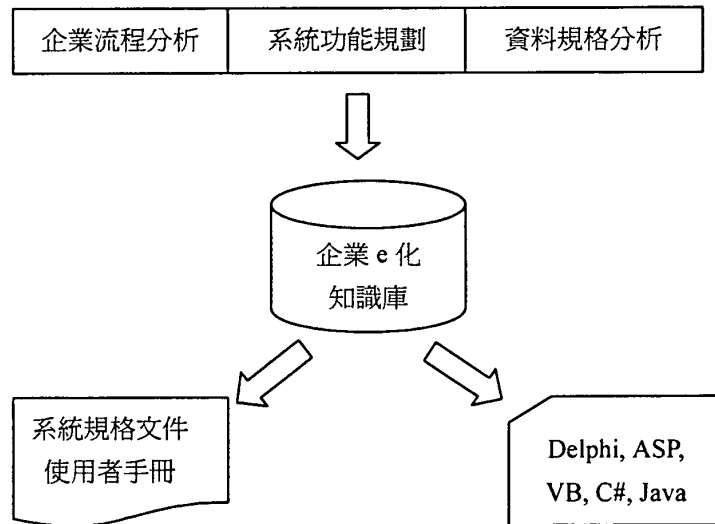 企業流程分析
系統功能規劃
資料規格分析
企業 e 化
知識庫
系統規格文件
使用者手冊
Delphi, ASP,
VB, C#, Java